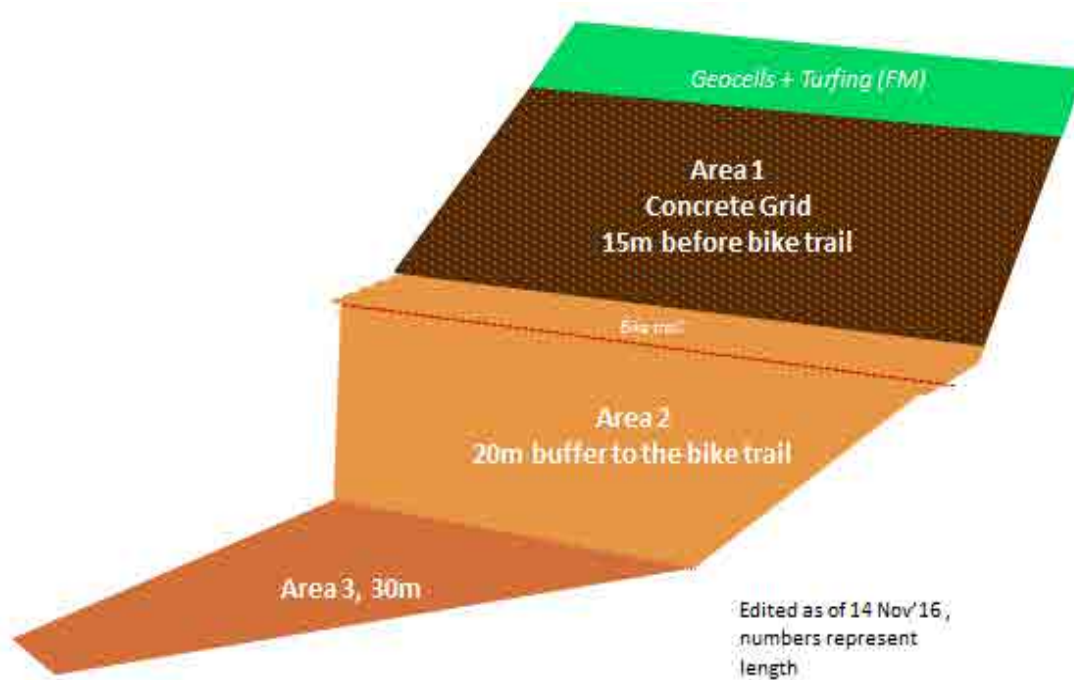 Geocells + Turfing (FM)
Area 1
Concrete Grid
15m before bike trail
Bike trail
Area 2
20m buffer to the bike trail
Area 3, 30m
Edited as of 14 Nov'16 ,
numbers represent
length